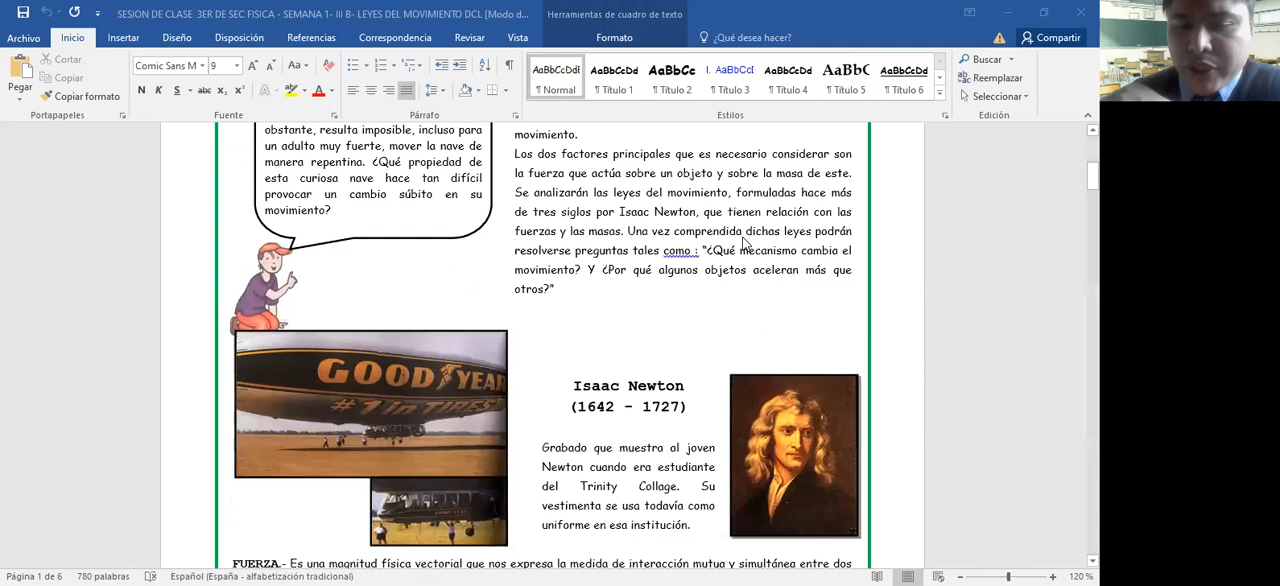 SESION DE CLASE 3ER DE SEC FISICA - SEMANA 1- III B- LEYES DEL MOVIMIENTO DCL [Modo d...
Herramientas de cuadro de texto
Archivo Inicio Insertar Diseño Disposición Referencias Correspondencia Revisar Vista Formato ¿Qué desea hacer? Compartir
Pegar
Cortar
Copiar
Copiar formato
Portapapeles
Comic Sans M 9
Aa
N K S abc x₂ x²
Fuente
Párrafo
AaBbCcDdE AaBbCcDd AaBbCc I. AaBbCcI AaBbCcDd AaBbC AaBbCcDd
¶ Normal ¶ Título 1 ¶ Título 2 ¶ Título 3 ¶ Título 4 ¶ Título 5 ¶ Título 6
Estilos
Buscar
Reemplazar
Seleccionar
Edición
obstante, resulta imposible, incluso para
un adulto muy fuerte, mover la nave de
manera repentina. ¿Qué propiedad de
esta curiosa nave hace tan difícil
provocar un cambio súbito en su
movimiento?
movimiento.
Los dos factores principales que es necesario considerar son
la fuerza que actúa sobre un objeto y sobre la masa de este.
Se analizarán las leyes del movimiento, formuladas hace más
de tres siglos por Isaac Newton, que tienen relación con las
fuerzas y las masas. Una vez comprendida dichas leyes podrán
resolverse preguntas tales como : "¿Qué mecanismo cambia el
movimiento? Y ¿Por qué algunos objetos aceleran más que
otros?"
GOODYEAR
#1 in TIRES
Isaac Newton
(1642 - 1727)
Grabado que muestra al joven
Newton cuando era estudiante
del Trinity Collage. Su
vestimenta se usa todavía como
uniforme en esa institución.
FUERZA.- Es una magnitud física vectorial que nos expresa la medida de interacción mutua y simultánea entre dos
Página 1 de 6 780 palabras Español (España - alfabetización tradicional) 120 %